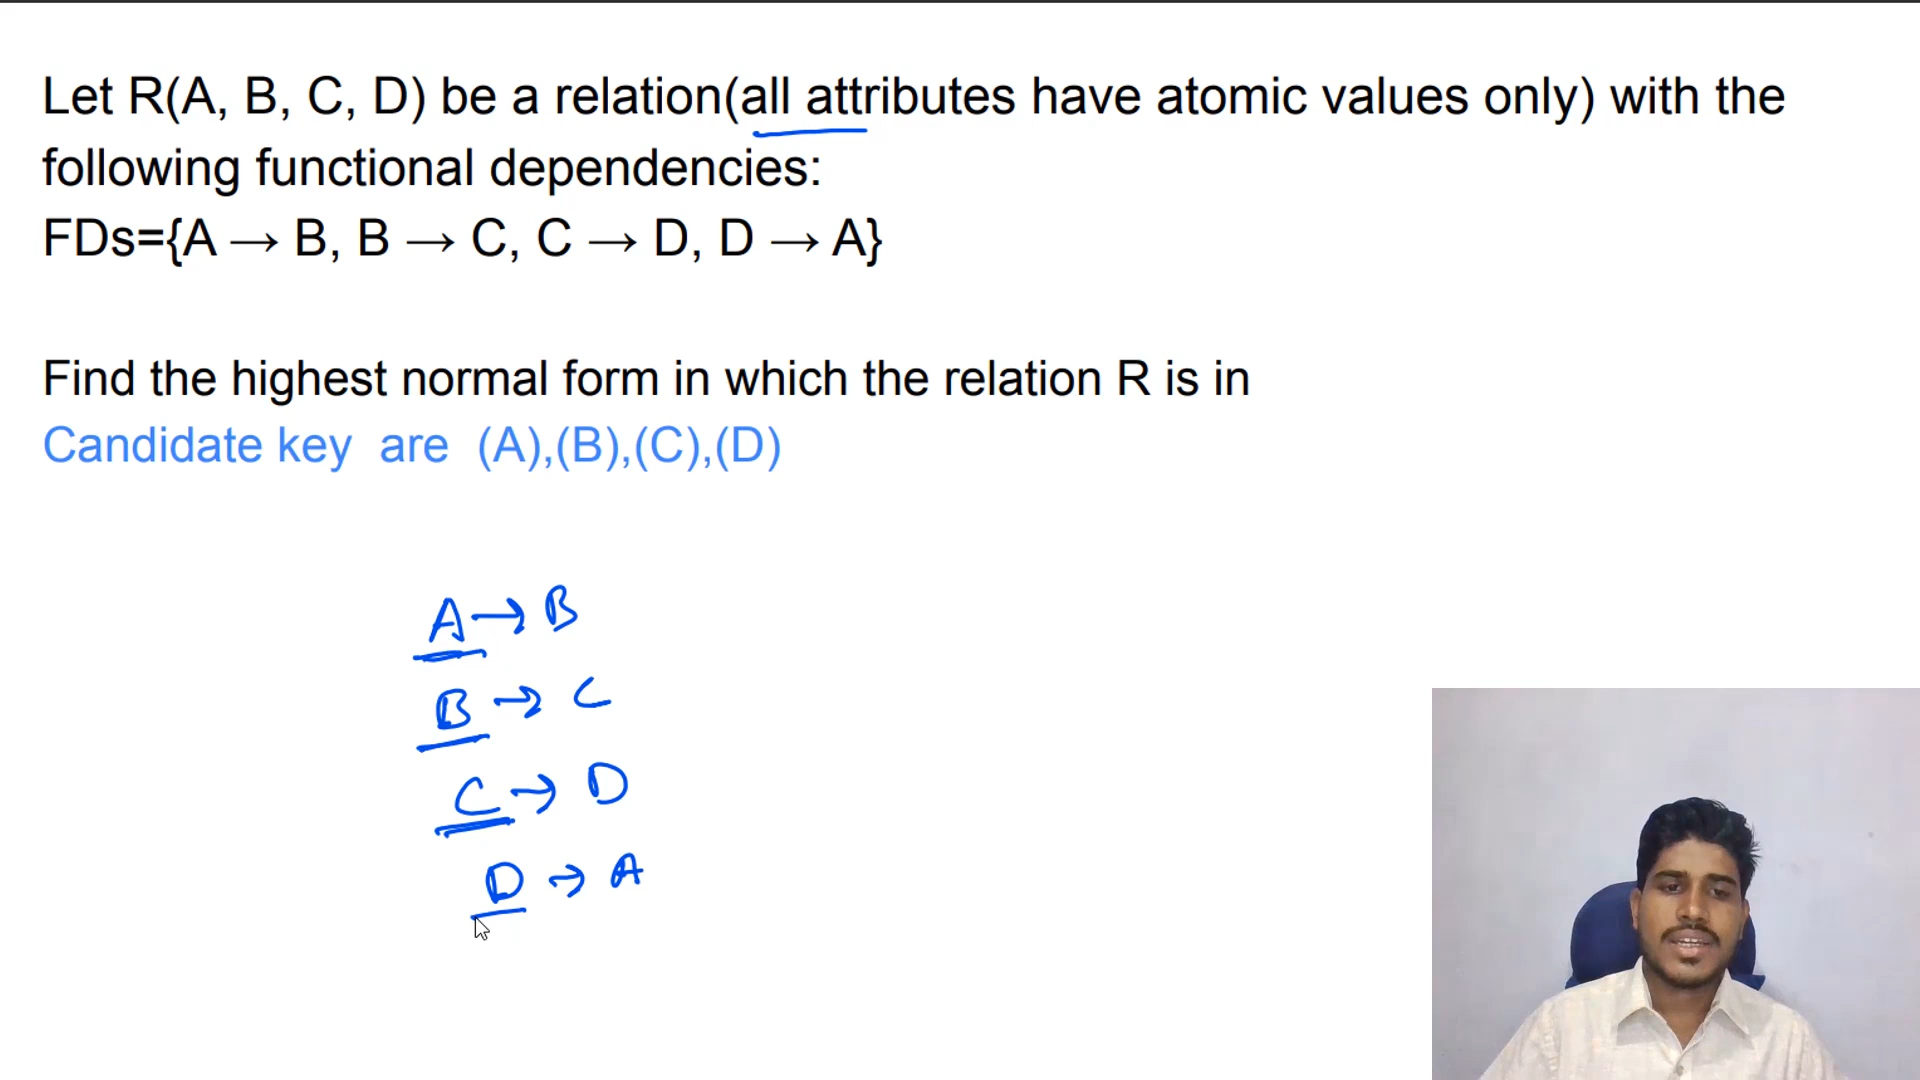 Let R(A, B, C, D) be a relation(all attributes have atomic values only) with the
following functional dependencies:
FDs={A → B, B → C, C → D, D → A}
Find the highest normal form in which the relation R is in
Candidate key are (A),(B),(C),(D)
A → B
B → C
C → D
D → A